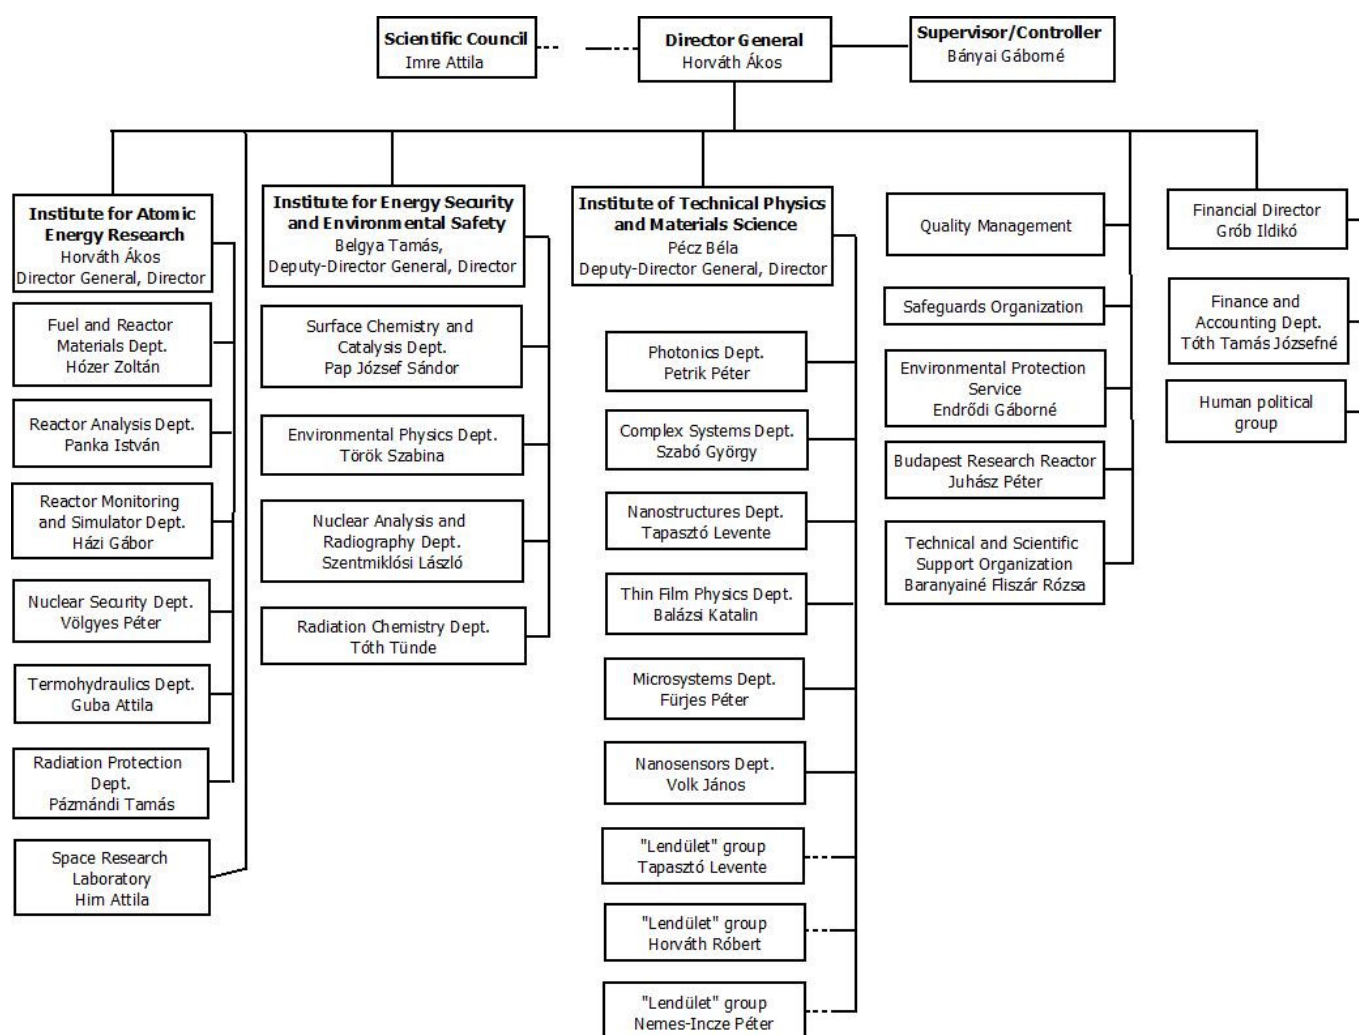 Scientific Council
Imre Attila
Director General
Horváth Ákos
Supervisor/Controller
Bányai Gáborné
Institute for Atomic
Energy Research
Horváth Ákos
Director General, Director
Fuel and Reactor
Materials Dept.
Hózer Zoltán
Reactor Analysis Dept.
Panka István
Reactor Monitoring
and Simulator Dept.
Házi Gábor
Nuclear Security Dept.
Völgyes Péter
Termohydraulics Dept.
Guba Attila
Radiation Protection
Dept.
Pázmándi Tamás
Space Research
Laboratory
Hirn Attila
Institute for Energy Security
and Environmental Safety
Belgya Tamás,
Deputy-Director General, Director
Surface Chemistry and
Catalysis Dept.
Pap József Sándor
Environmental Physics Dept.
Török Szabina
Nuclear Analysis and
Radiography Dept.
Szentmiklósi László
Radiation Chemistry Dept.
Tóth Tünde
Institute of Technical Physics
and Materials Science
Pécz Béla
Deputy-Director General, Director
Photonics Dept.
Petrik Péter
Complex Systems Dept.
Szabó György
Nanostructures Dept.
Tapasztó Levente
Thin Film Physics Dept.
Balázsi Katalin
Microsystems Dept.
Fürjes Péter
Nanosensors Dept.
Volk János
"Lendület" group
Tapasztó Levente
"Lendület" group
Horváth Róbert
"Lendület" group
Nemes-Incze Péter
Quality Management
Safeguards Organization
Environmental Protection
Service
Endrődi Gáborné
Budapest Research Reactor
Juhász Péter
Technical and Scientific
Support Organization
Baranyainé Fliszár Rózsa
Financial Director
Grób Ildikó
Finance and
Accounting Dept.
Tóth Tamás Józsefné
Human political
group